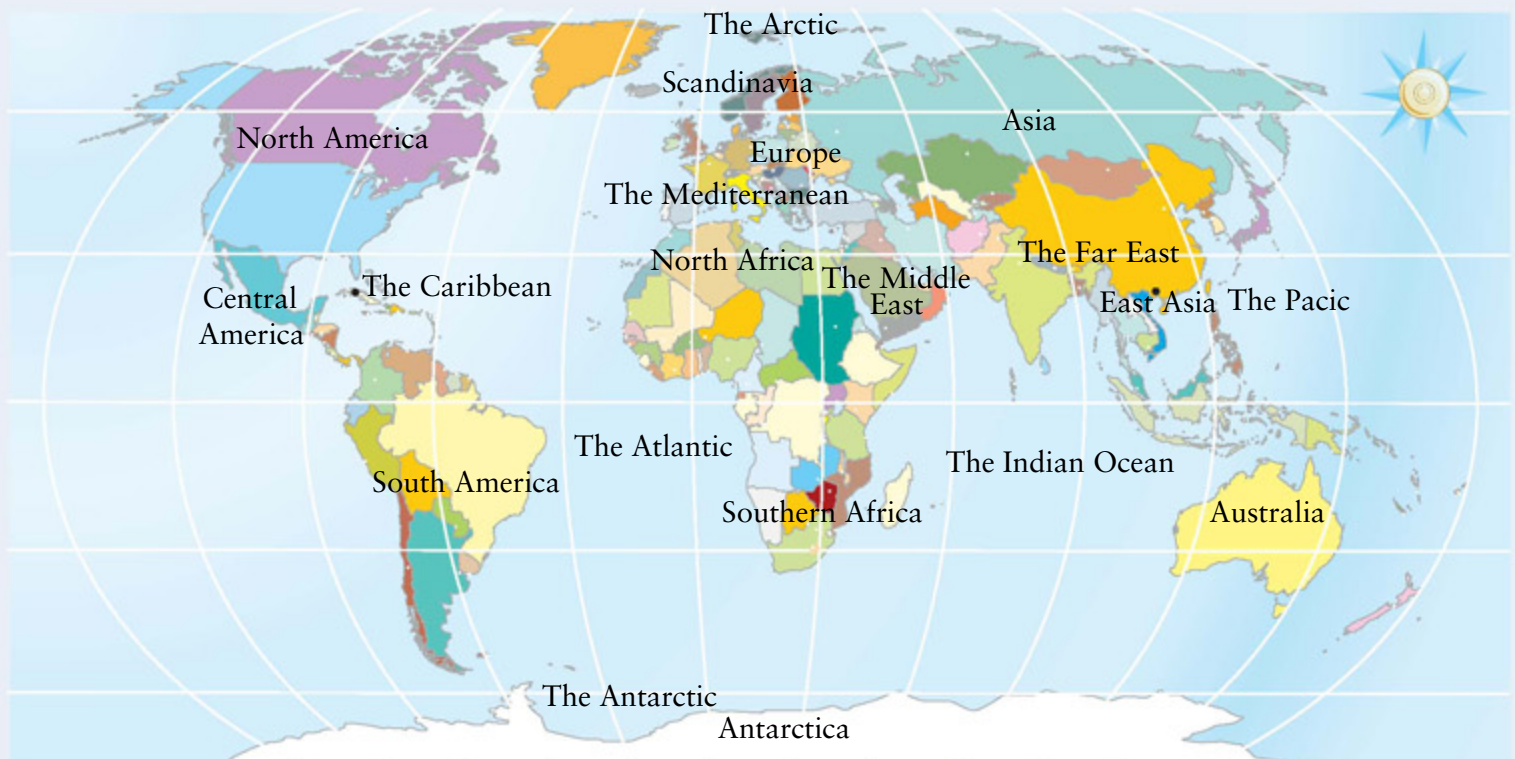 The Arctic
Scandinavia
Asia
North America
Europe
The Mediterranean
The Far East
North Africa
The Middle
East
The Caribbean
Central
America
East Asia
The Pacic
The Atlantic
The Indian Ocean
South America
Southern Africa
Australia
The Antarctic
Antarctica